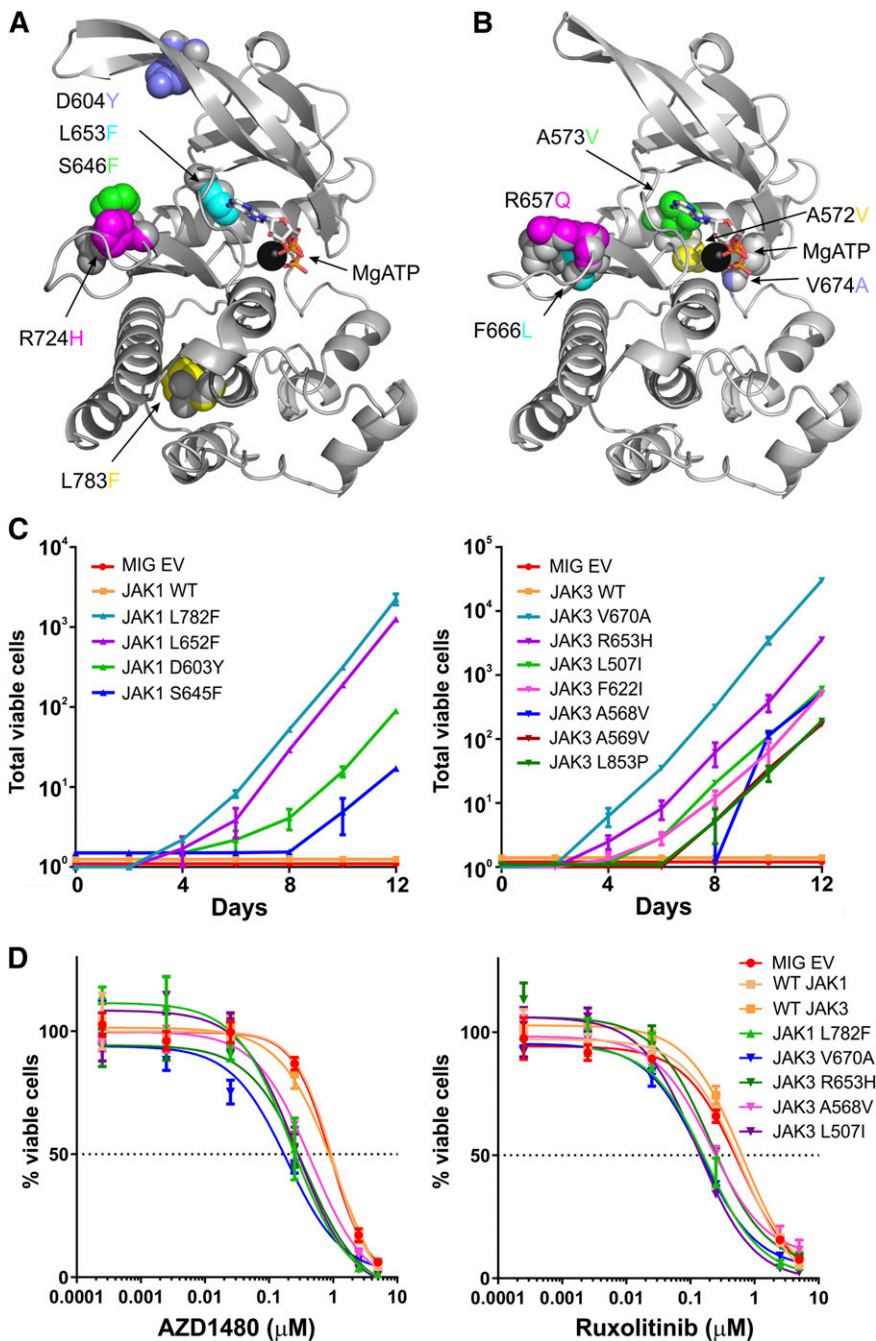 A
D604Y
L653F
S646F
MgATP
R724H
L783F
B
A573V
R657Q
A572V
MgATP
V674A
F666L
C
Total viable cells
10⁴
10³
10²
10¹
10⁰
0 4 8 12
Days
MIG EV
JAK1 WT
JAK1 L782F
JAK1 L652F
JAK1 D603Y
JAK1 S645F
Total viable cells
10⁵
10⁴
10³
10²
10¹
10⁰
0 4 8 12
Days
MIG EV
JAK3 WT
JAK3 V670A
JAK3 R653H
JAK3 L507I
JAK3 F622I
JAK3 A568V
JAK3 A569V
JAK3 L853P
D
% viable cells
100
50
0
0.0001 0.001 0.01 0.1 1 10
AZD1480 (μM)
% viable cells
100
50
0
0.0001 0.001 0.01 0.1 1 10
Ruxolitinib (μM)
MIG EV
WT JAK1
WT JAK3
JAK1 L782F
JAK3 V670A
JAK3 R653H
JAK3 A568V
JAK3 L507I